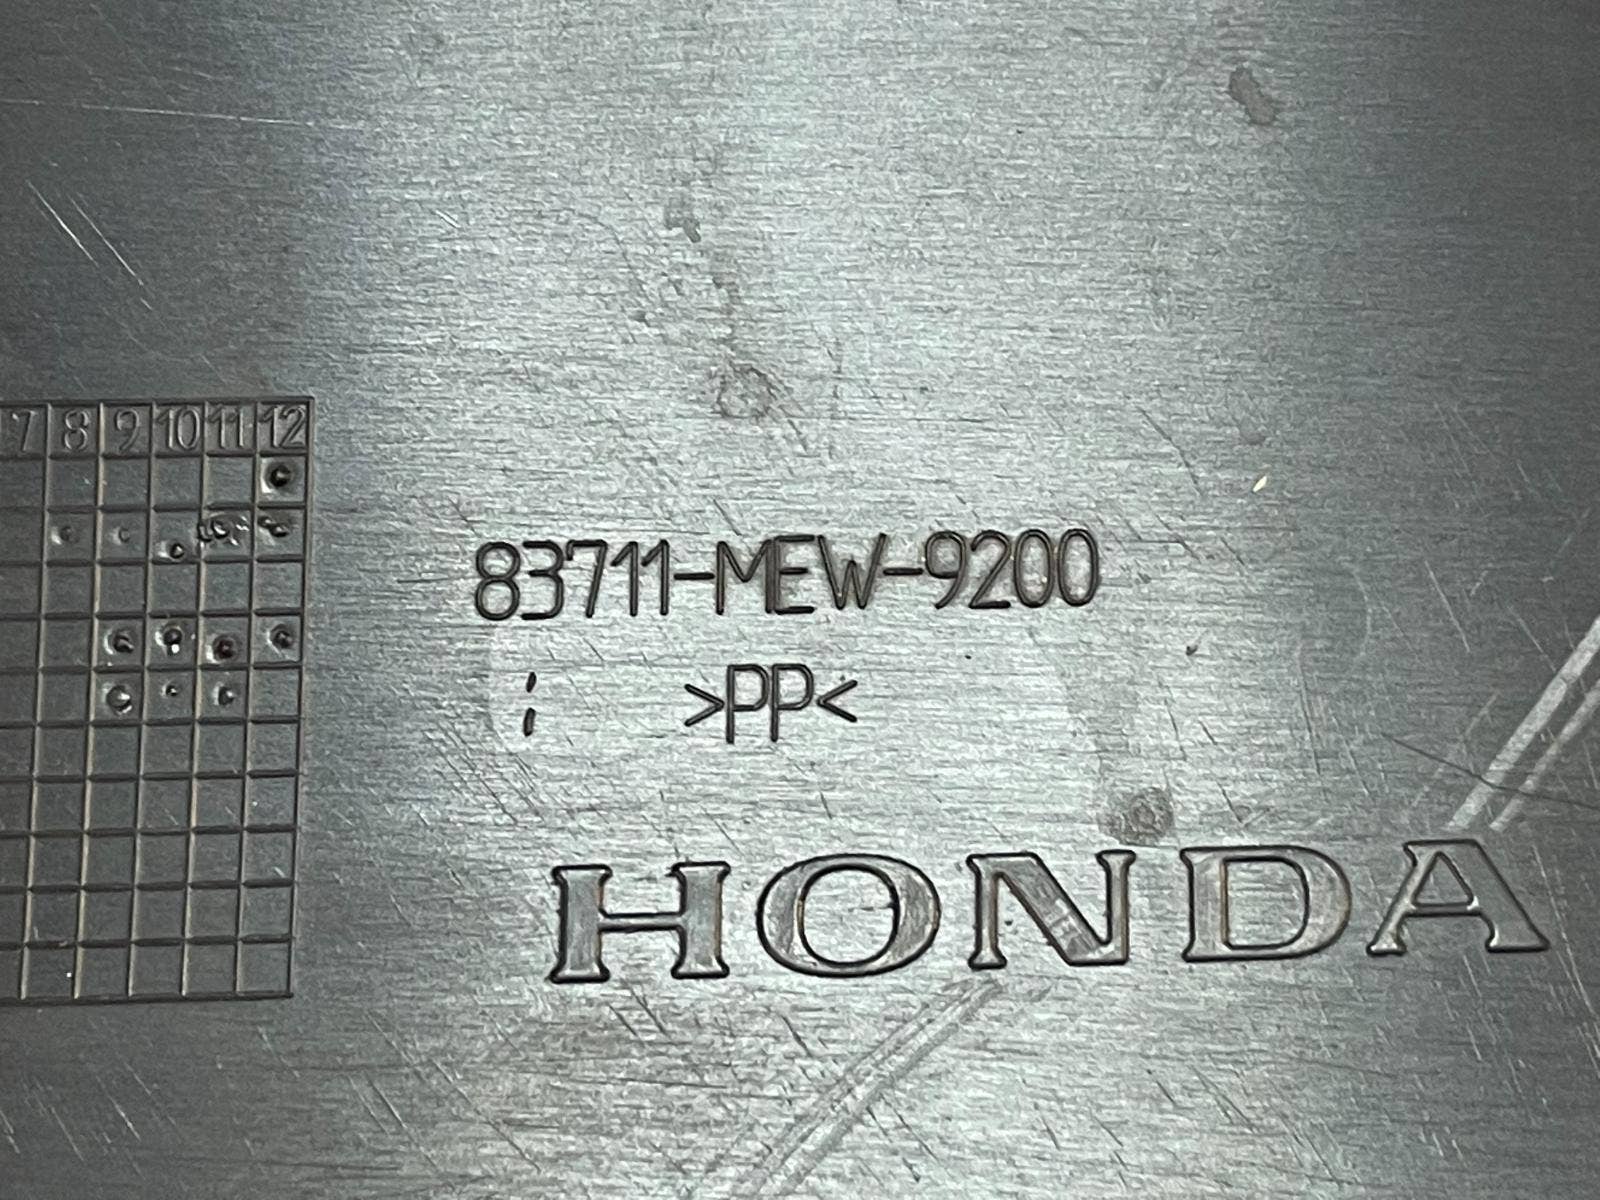 7 8 9 10 11 12
83711-MEW-9200
>PP<
HONDA